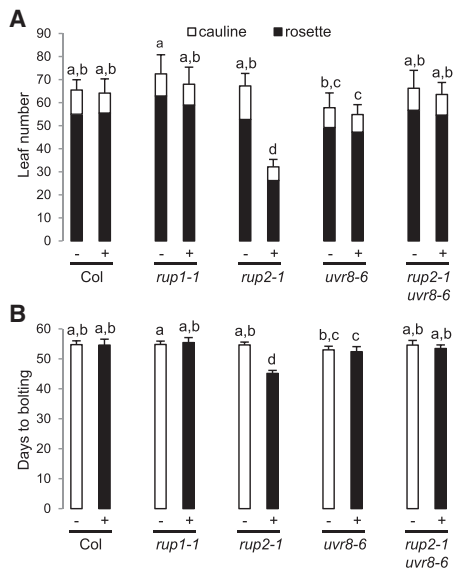 A
cauline rosette
Leaf number
90
80
70
60
50
40
30
20
10
0
a,b a,b a a,b a,b d b,c c a,b a,b
- + - + - + - + - +
Col rup1-1 rup2-1 uvr8-6 rup2-1
uvr8-6
B
Days to bolting
60
50
40
30
20
10
0
a,b a,b a a,b a,b d b,c c a,b a,b
- + - + - + - + - +
Col rup1-1 rup2-1 uvr8-6 rup2-1
uvr8-6